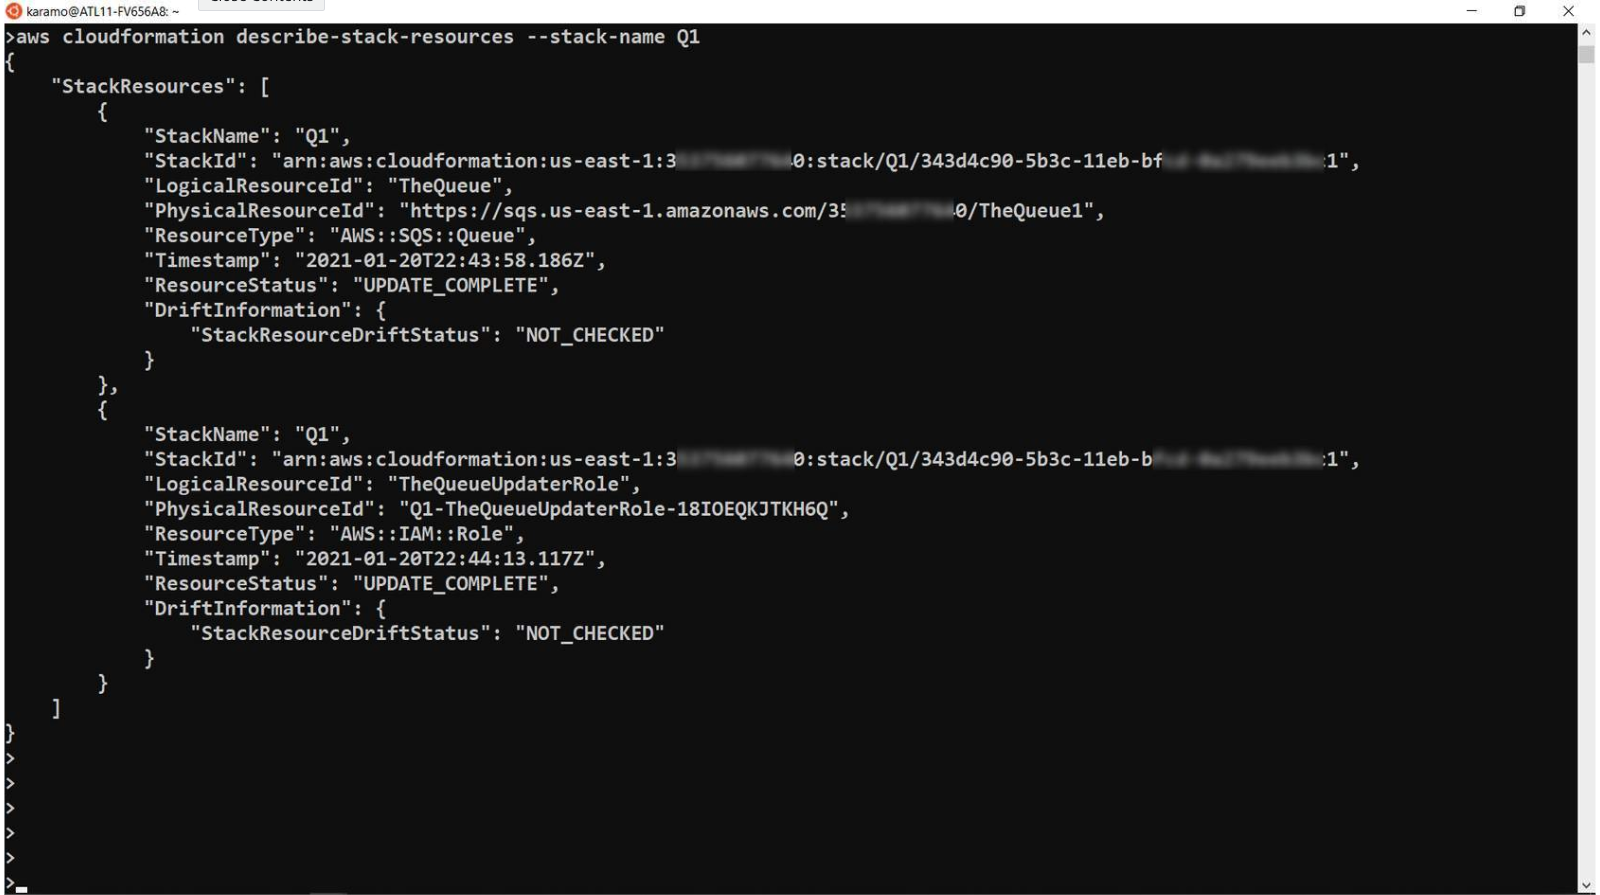 karamo@ATL11-FV656A8: ~
>aws cloudformation describe-stack-resources --stack-name Q1
{
    "StackResources": [
        {
            "StackName": "Q1",
            "StackId": "arn:aws:cloudformation:us-east-1:3 0:stack/Q1/343d4c90-5b3c-11eb-bf :1",
            "LogicalResourceId": "TheQueue",
            "PhysicalResourceId": "https://sqs.us-east-1.amazonaws.com/35 0/TheQueue1",
            "ResourceType": "AWS::SQS::Queue",
            "Timestamp": "2021-01-20T22:43:58.186Z",
            "ResourceStatus": "UPDATE_COMPLETE",
            "DriftInformation": {
                "StackResourceDriftStatus": "NOT_CHECKED"
            }
        },
        {
            "StackName": "Q1",
            "StackId": "arn:aws:cloudformation:us-east-1:3 0:stack/Q1/343d4c90-5b3c-11eb-b :1",
            "LogicalResourceId": "TheQueueUpdaterRole",
            "PhysicalResourceId": "Q1-TheQueueUpdaterRole-18IOEQKJTKH6Q",
            "ResourceType": "AWS::IAM::Role",
            "Timestamp": "2021-01-20T22:44:13.117Z",
            "ResourceStatus": "UPDATE_COMPLETE",
            "DriftInformation": {
                "StackResourceDriftStatus": "NOT_CHECKED"
            }
        }
    ]
}
>
>
>
>
>
>